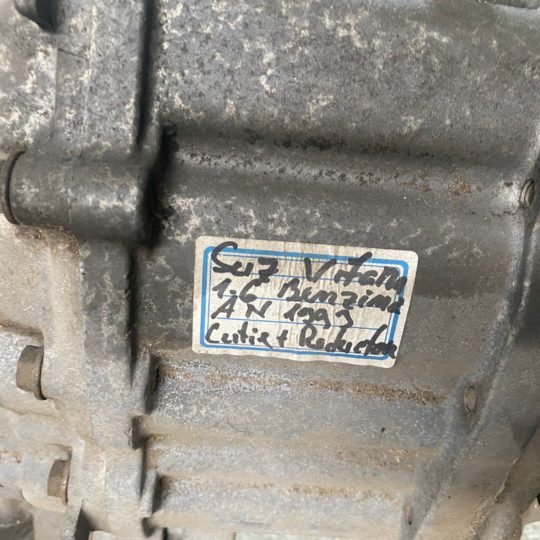 Suz Vitara
1.6 Benzina
AN 1993
Cutie + Reductor